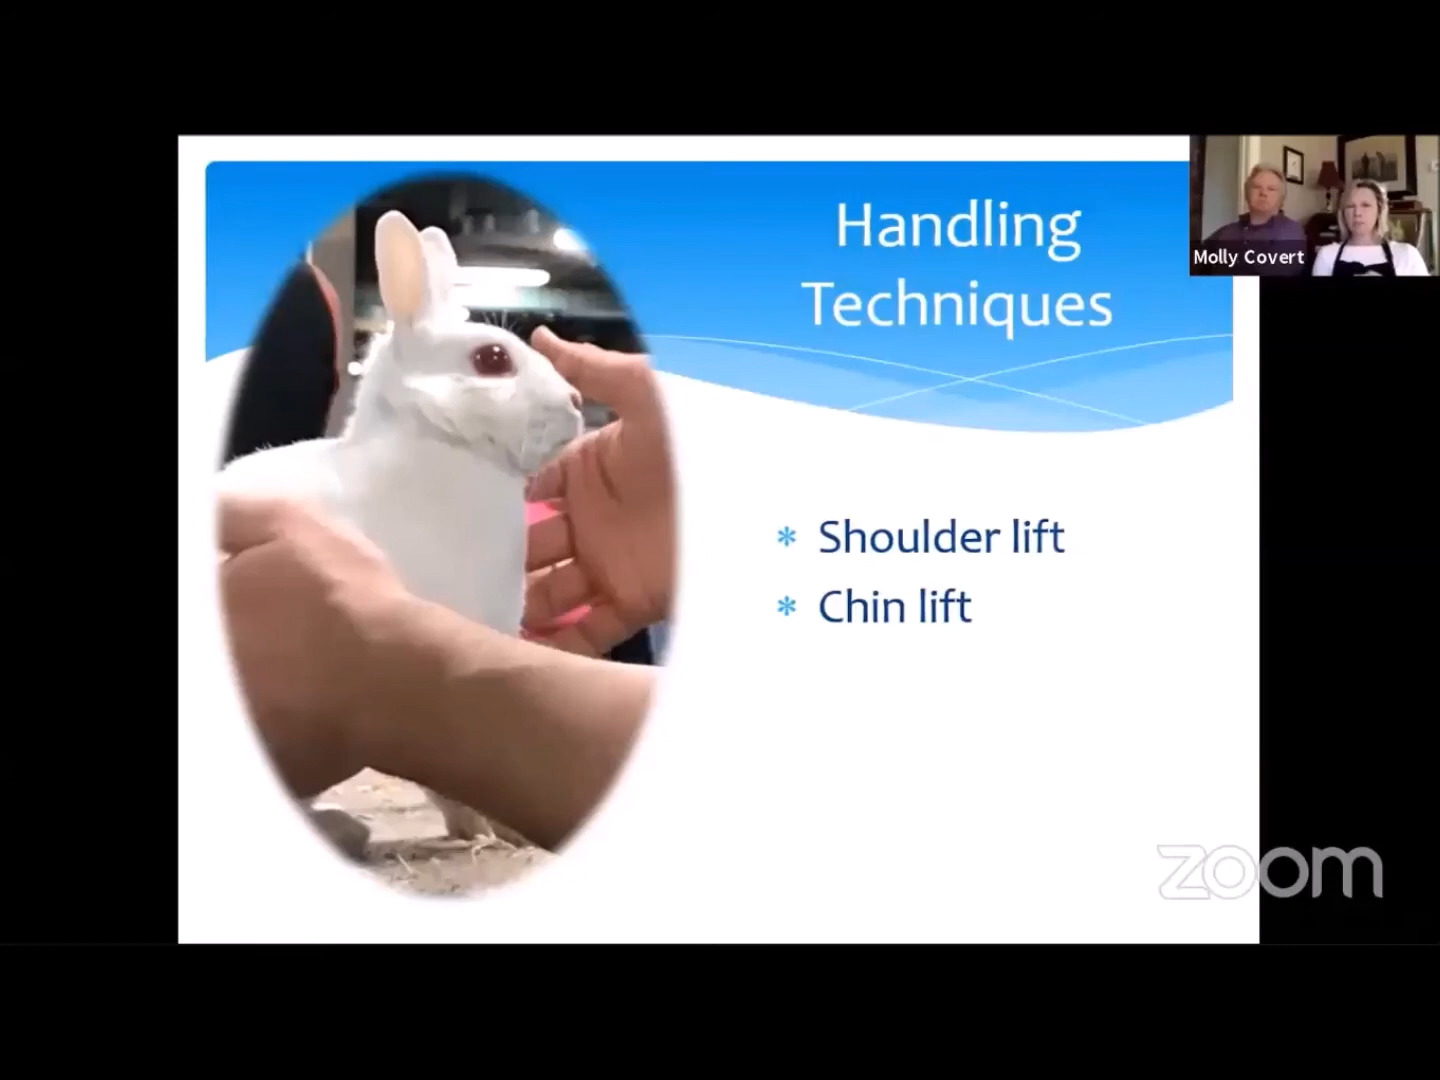 Handling
Techniques
Molly Covert
* Shoulder lift
* Chin lift
zoom